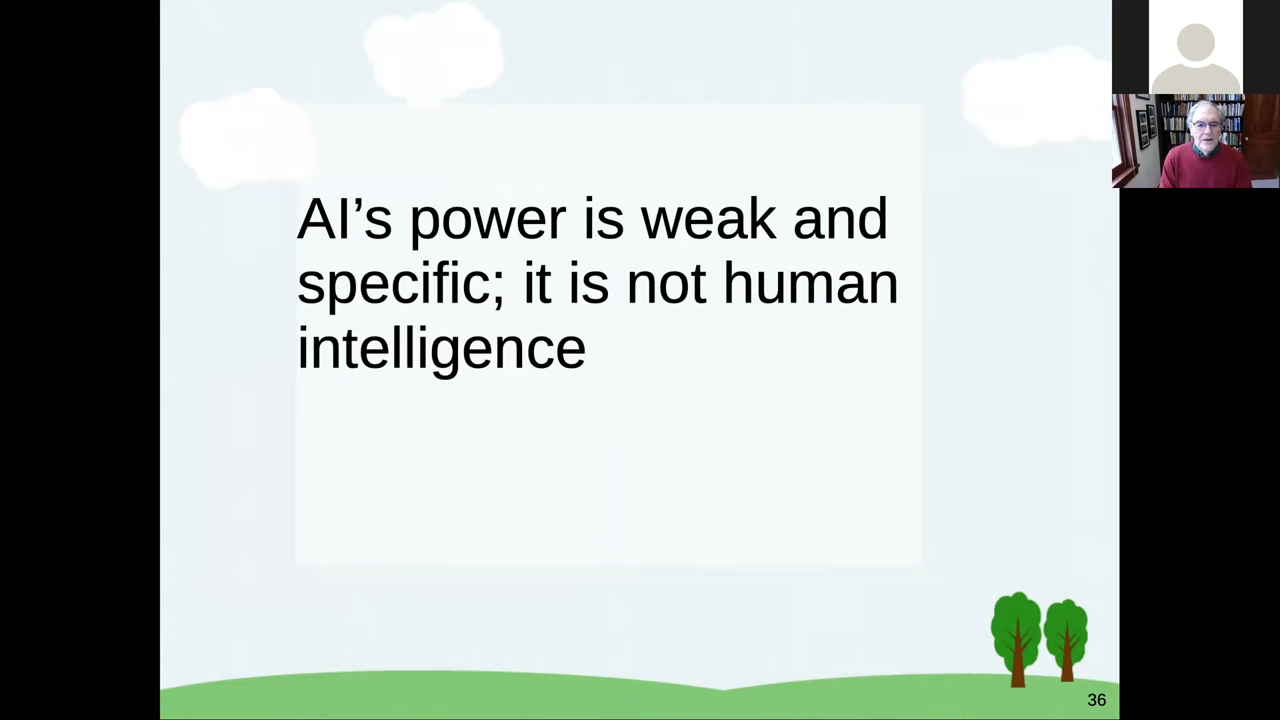 AI’s power is weak and
specific; it is not human
intelligence
36